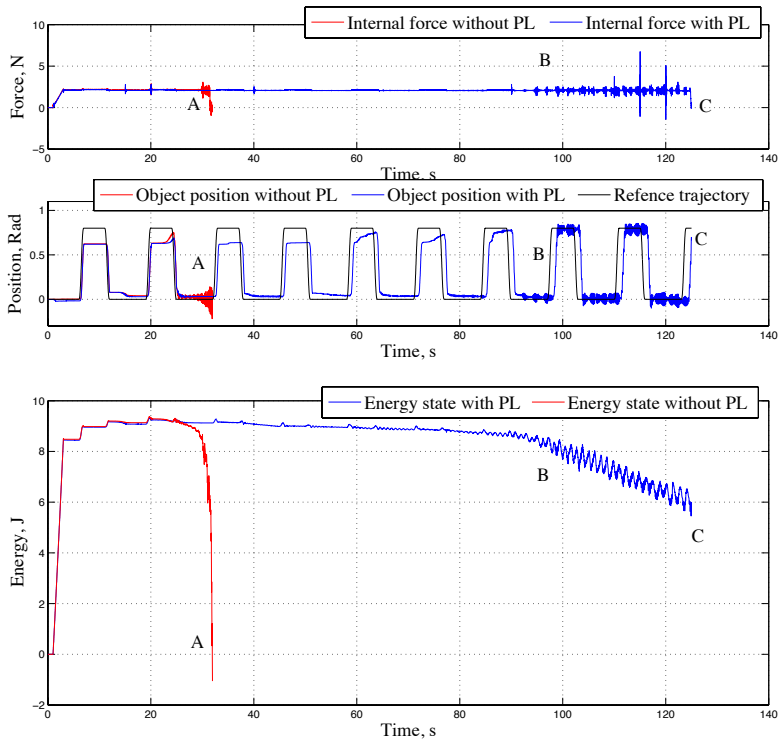 10
5
0
−5
Force, N
Internal force without PL
Internal force with PL
A
B
C
0
20
40
60
80
100
120
140
Time, s
1
0.5
0
Position, Rad
Object position without PL
Object position with PL
Refence trajectory
A
B
C
0
20
40
60
80
100
120
140
Time, s
10
8
6
4
2
0
−2
Energy, J
Energy state with PL
Energy state without PL
A
B
C
0
20
40
60
80
100
120
140
Time, s